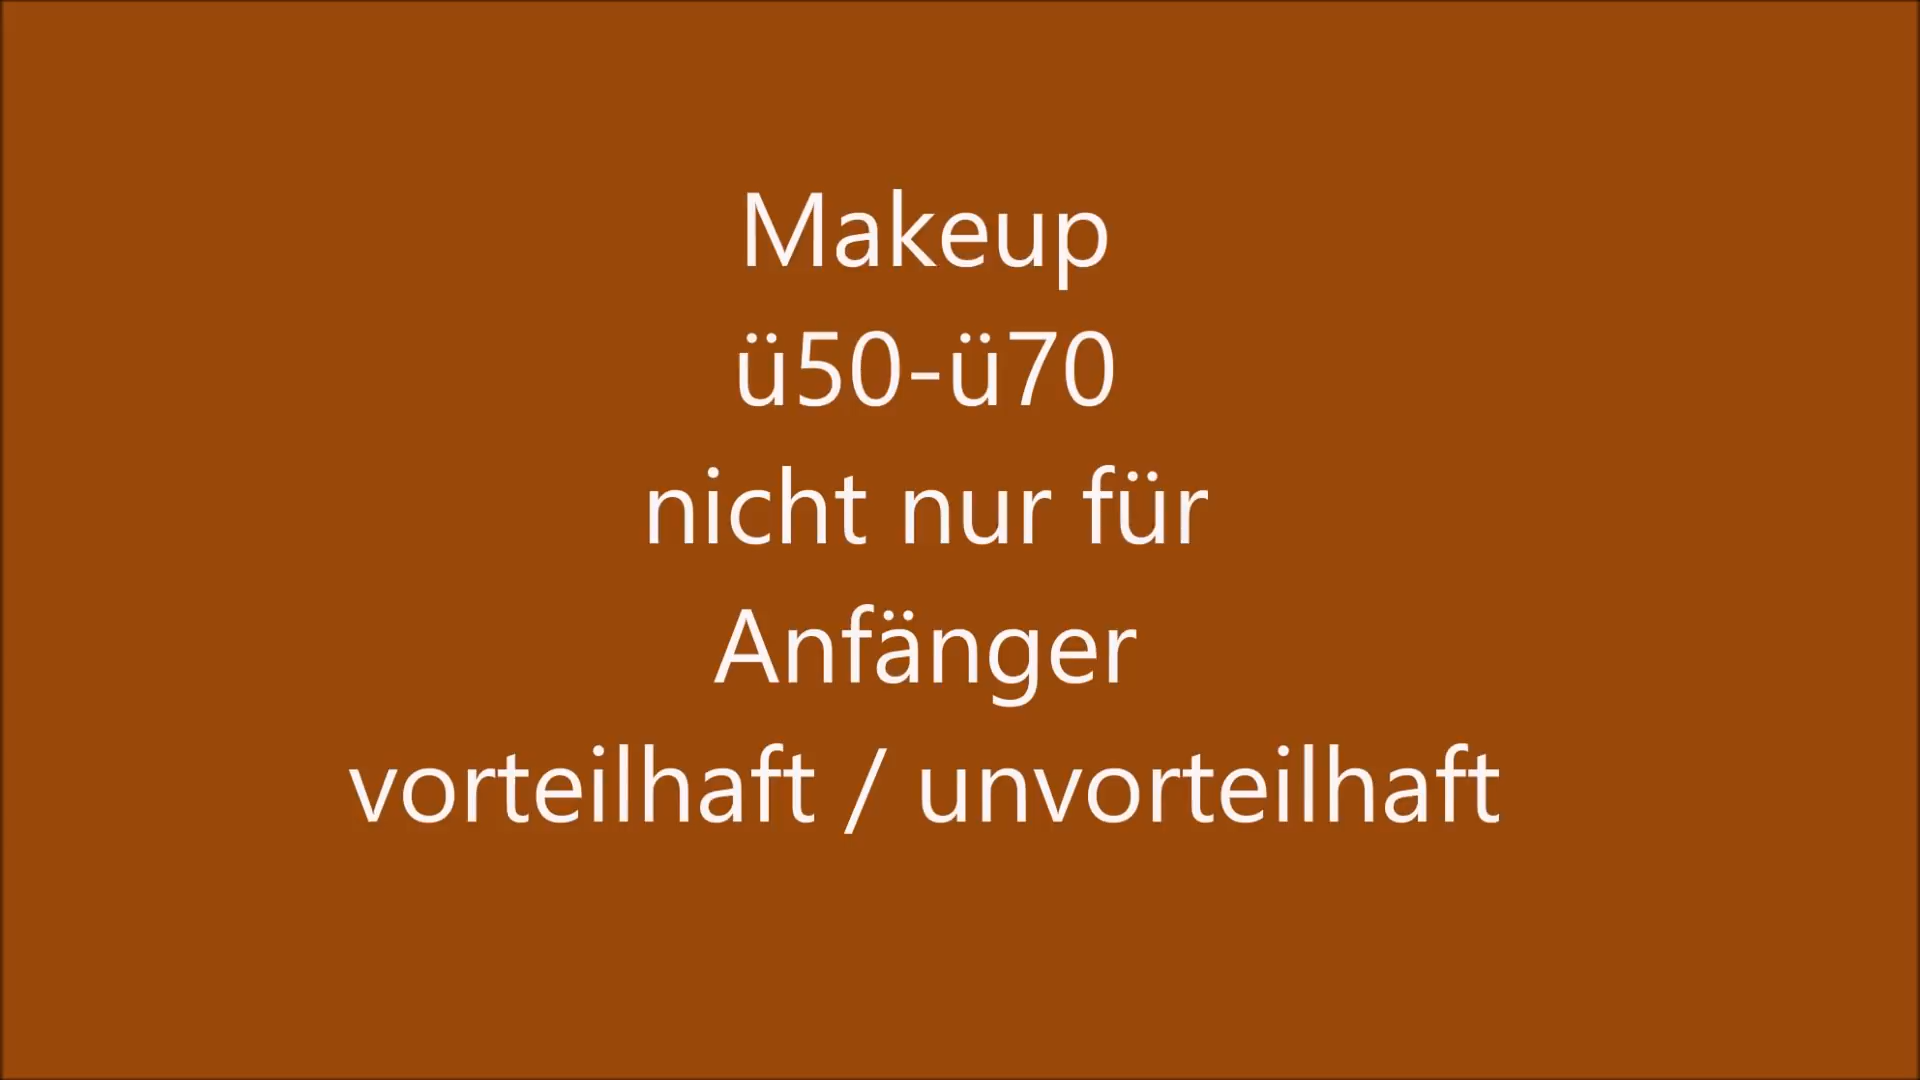 Makeup
ü50-ü70
nicht nur für
Anfänger
vorteilhaft / unvorteilhaft